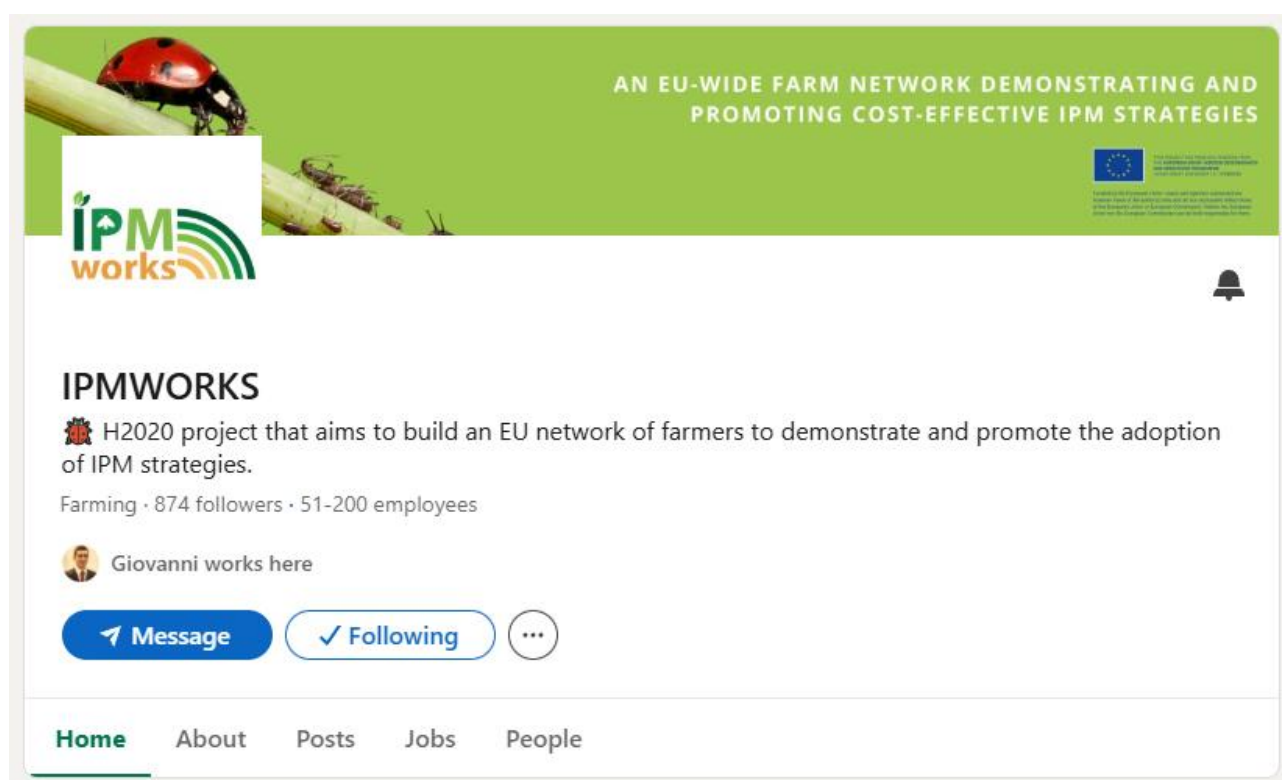 AN EU-WIDE FARM NETWORK DEMONSTRATING AND
PROMOTING COST-EFFECTIVE IPM STRATEGIES
IPM
works
IPMWORKS
H2020 project that aims to build an EU network of farmers to demonstrate and promote the adoption
of IPM strategies.
Farming · 874 followers · 51-200 employees
Giovanni works here
Message
Following
Home About Posts Jobs People